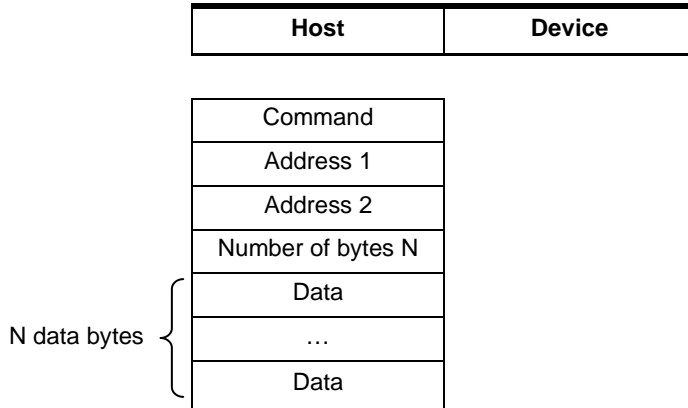 Host Device
Command
Address 1
Address 2
Number of bytes N
Data
N data bytes
…
Data